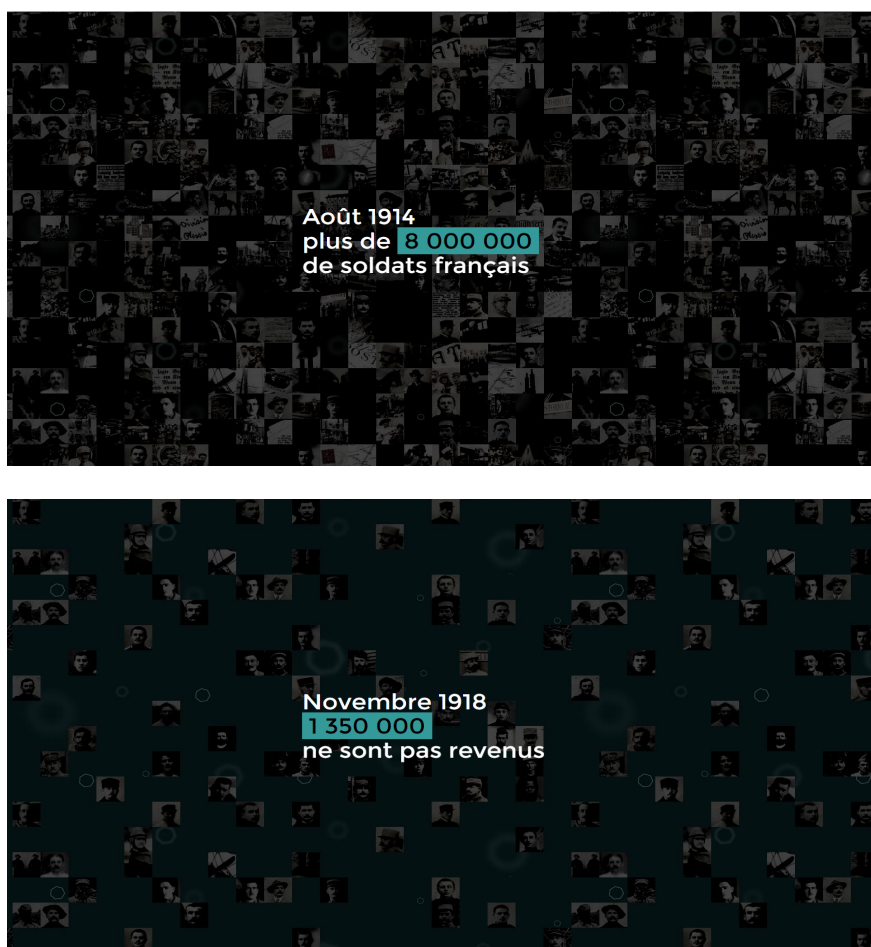 Août 1914
plus de 8 000 000
de soldats français
Novembre 1918
1 350 000
ne sont pas revenus